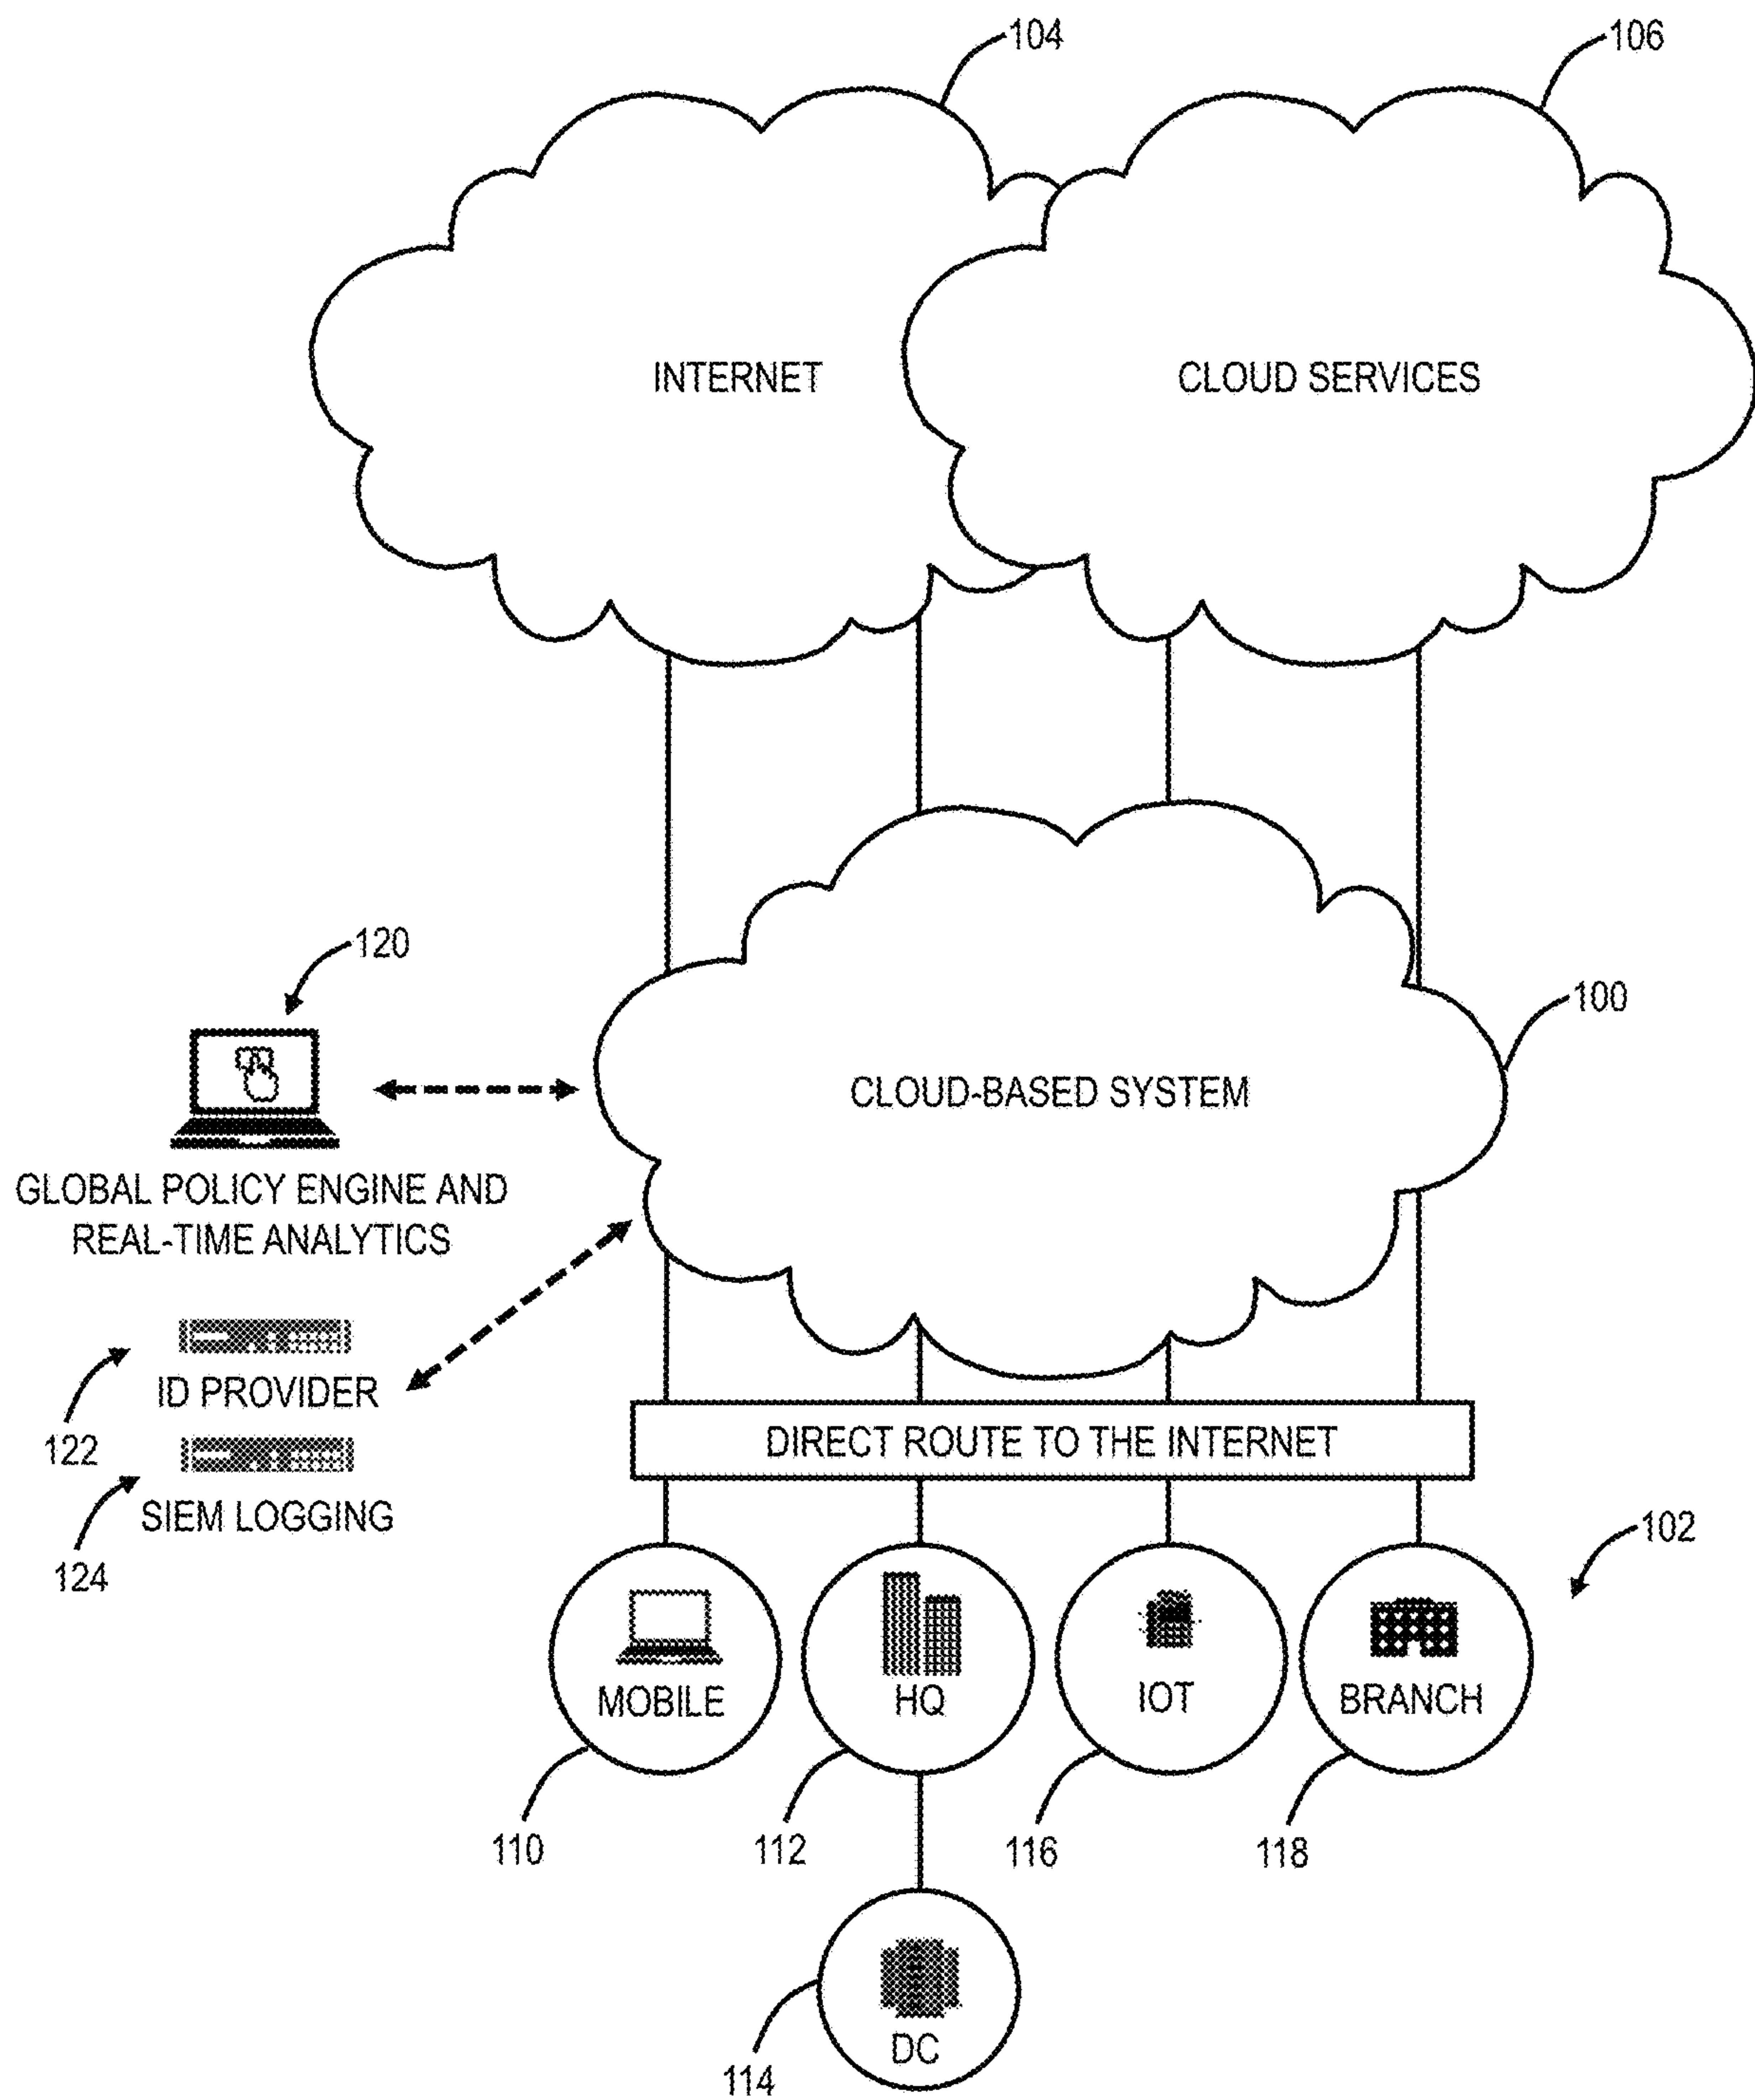 104
106
INTERNET
CLOUD SERVICES
120
100
CLOUD-BASED SYSTEM
GLOBAL POLICY ENGINE AND
REAL-TIME ANALYTICS
ID PROVIDER
122
DIRECT ROUTE TO THE INTERNET
SIEM LOGGING
124
102
MOBILE
HQ
IOT
BRANCH
110
112
116
118
DC
114